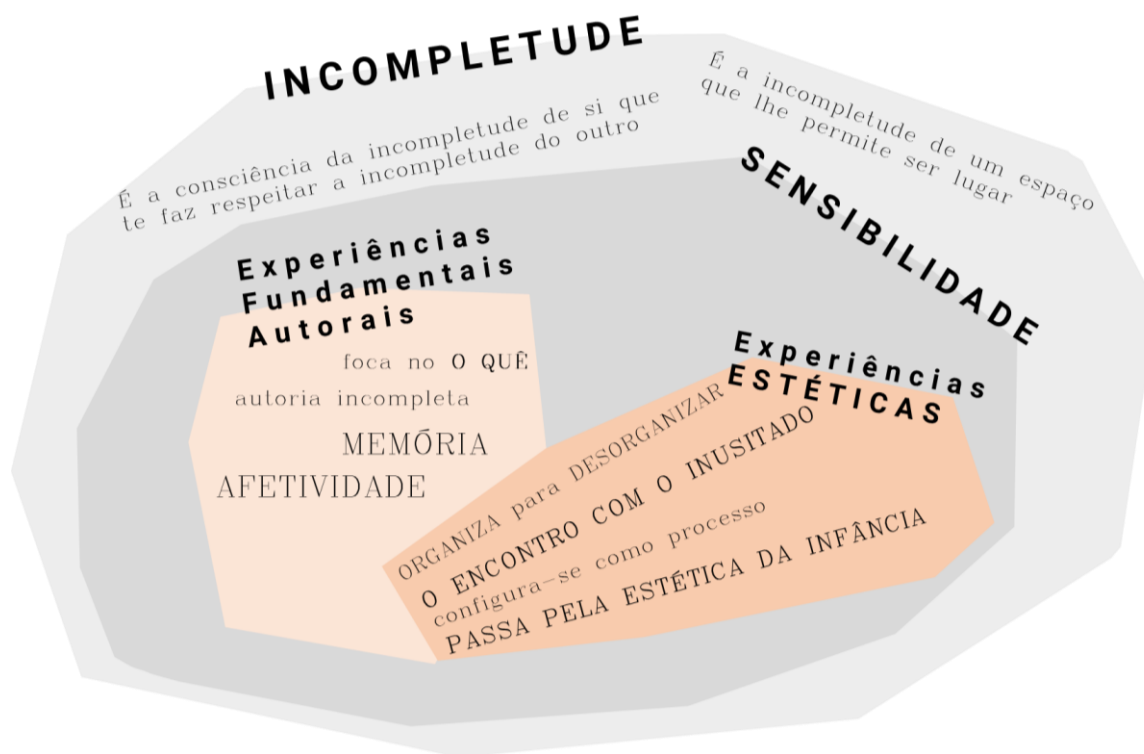 INCOMPLETUDE
É a consciência da incompletude de si que
te faz respeitar a incompletude do outro
É a incompletude de um espaço
que lhe permite ser lugar
SENSIBILIDADE
Experiências
Fundamentais
Autorais
foca no O QUÊ
autoria incompleta
MEMÓRIA
AFETIVIDADE
Experiências
ESTÉTICAS
ORGANIZA para DESORGANIZAR
O ENCONTRO COM O INUSITADO
configura-se como processo
PASSA PELA ESTÉTICA DA INFÂNCIA